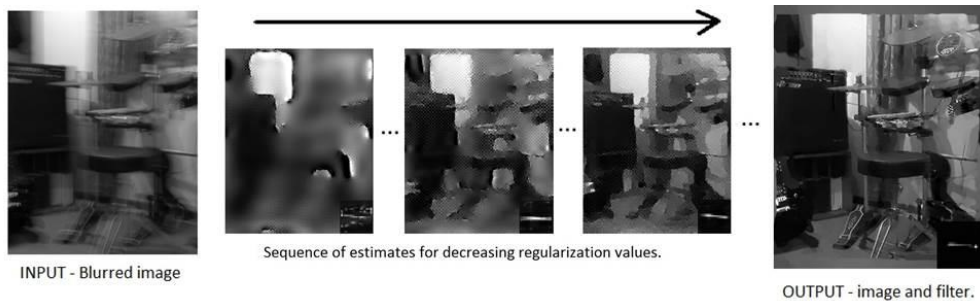 ... ... ...
Sequence of estimates for decreasing regularization values.
INPUT - Blurred image
OUTPUT - image and filter.